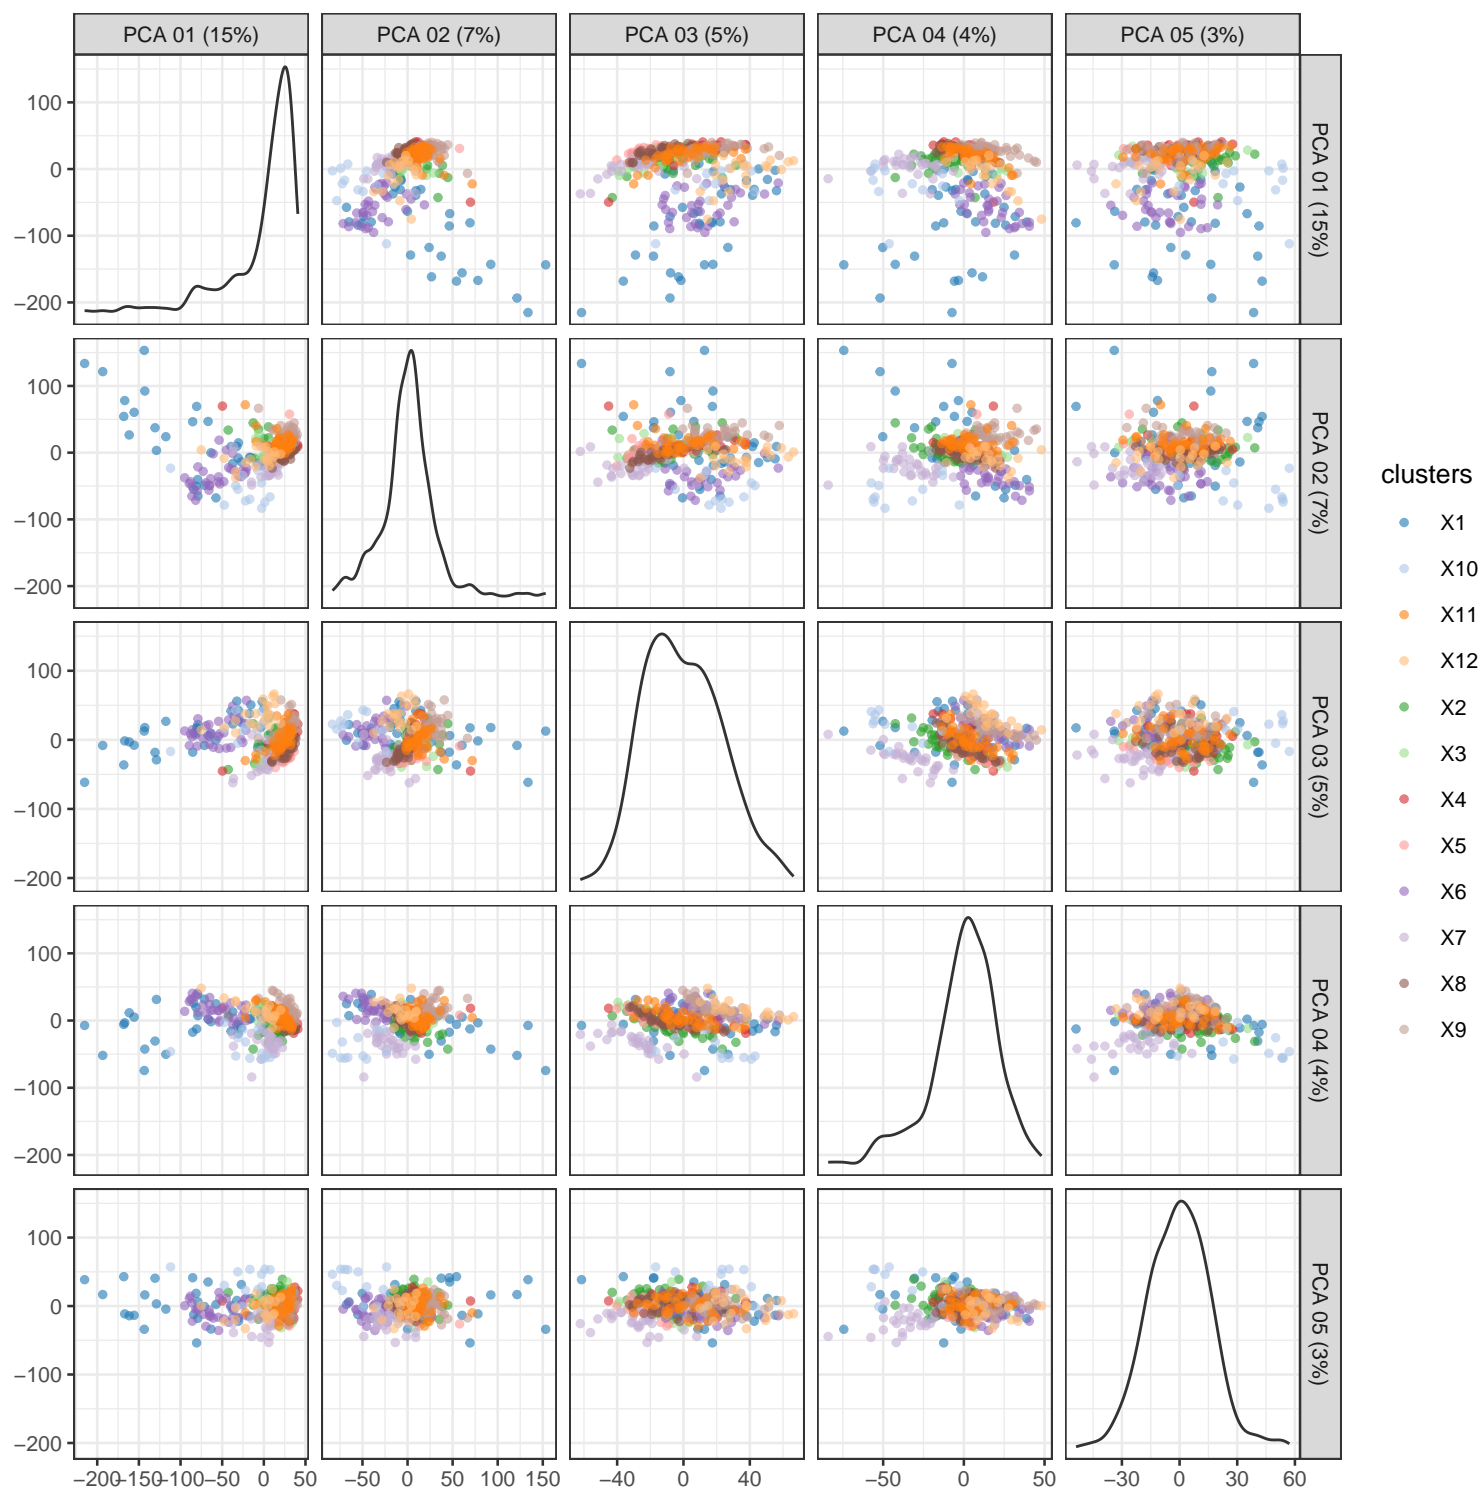 PCA 01 (15%) PCA 02 (7%) PCA 03 (5%) PCA 04 (4%) PCA 05 (3%)
100
0
−100
−200
PCA 01 (15%)
100
0
−100
−200
PCA 02 (7%)
100
0
−100
−200
PCA 03 (5%)
100
0
−100
−200
PCA 04 (4%)
100
0
−100
−200
PCA 05 (3%)
−200 −150 −100 −50 0 50 −50 0 50 100 150 −40 0 40 −50 0 50 −30 0 30 60
clusters
X1
X10
X11
X12
X2
X3
X4
X5
X6
X7
X8
X9